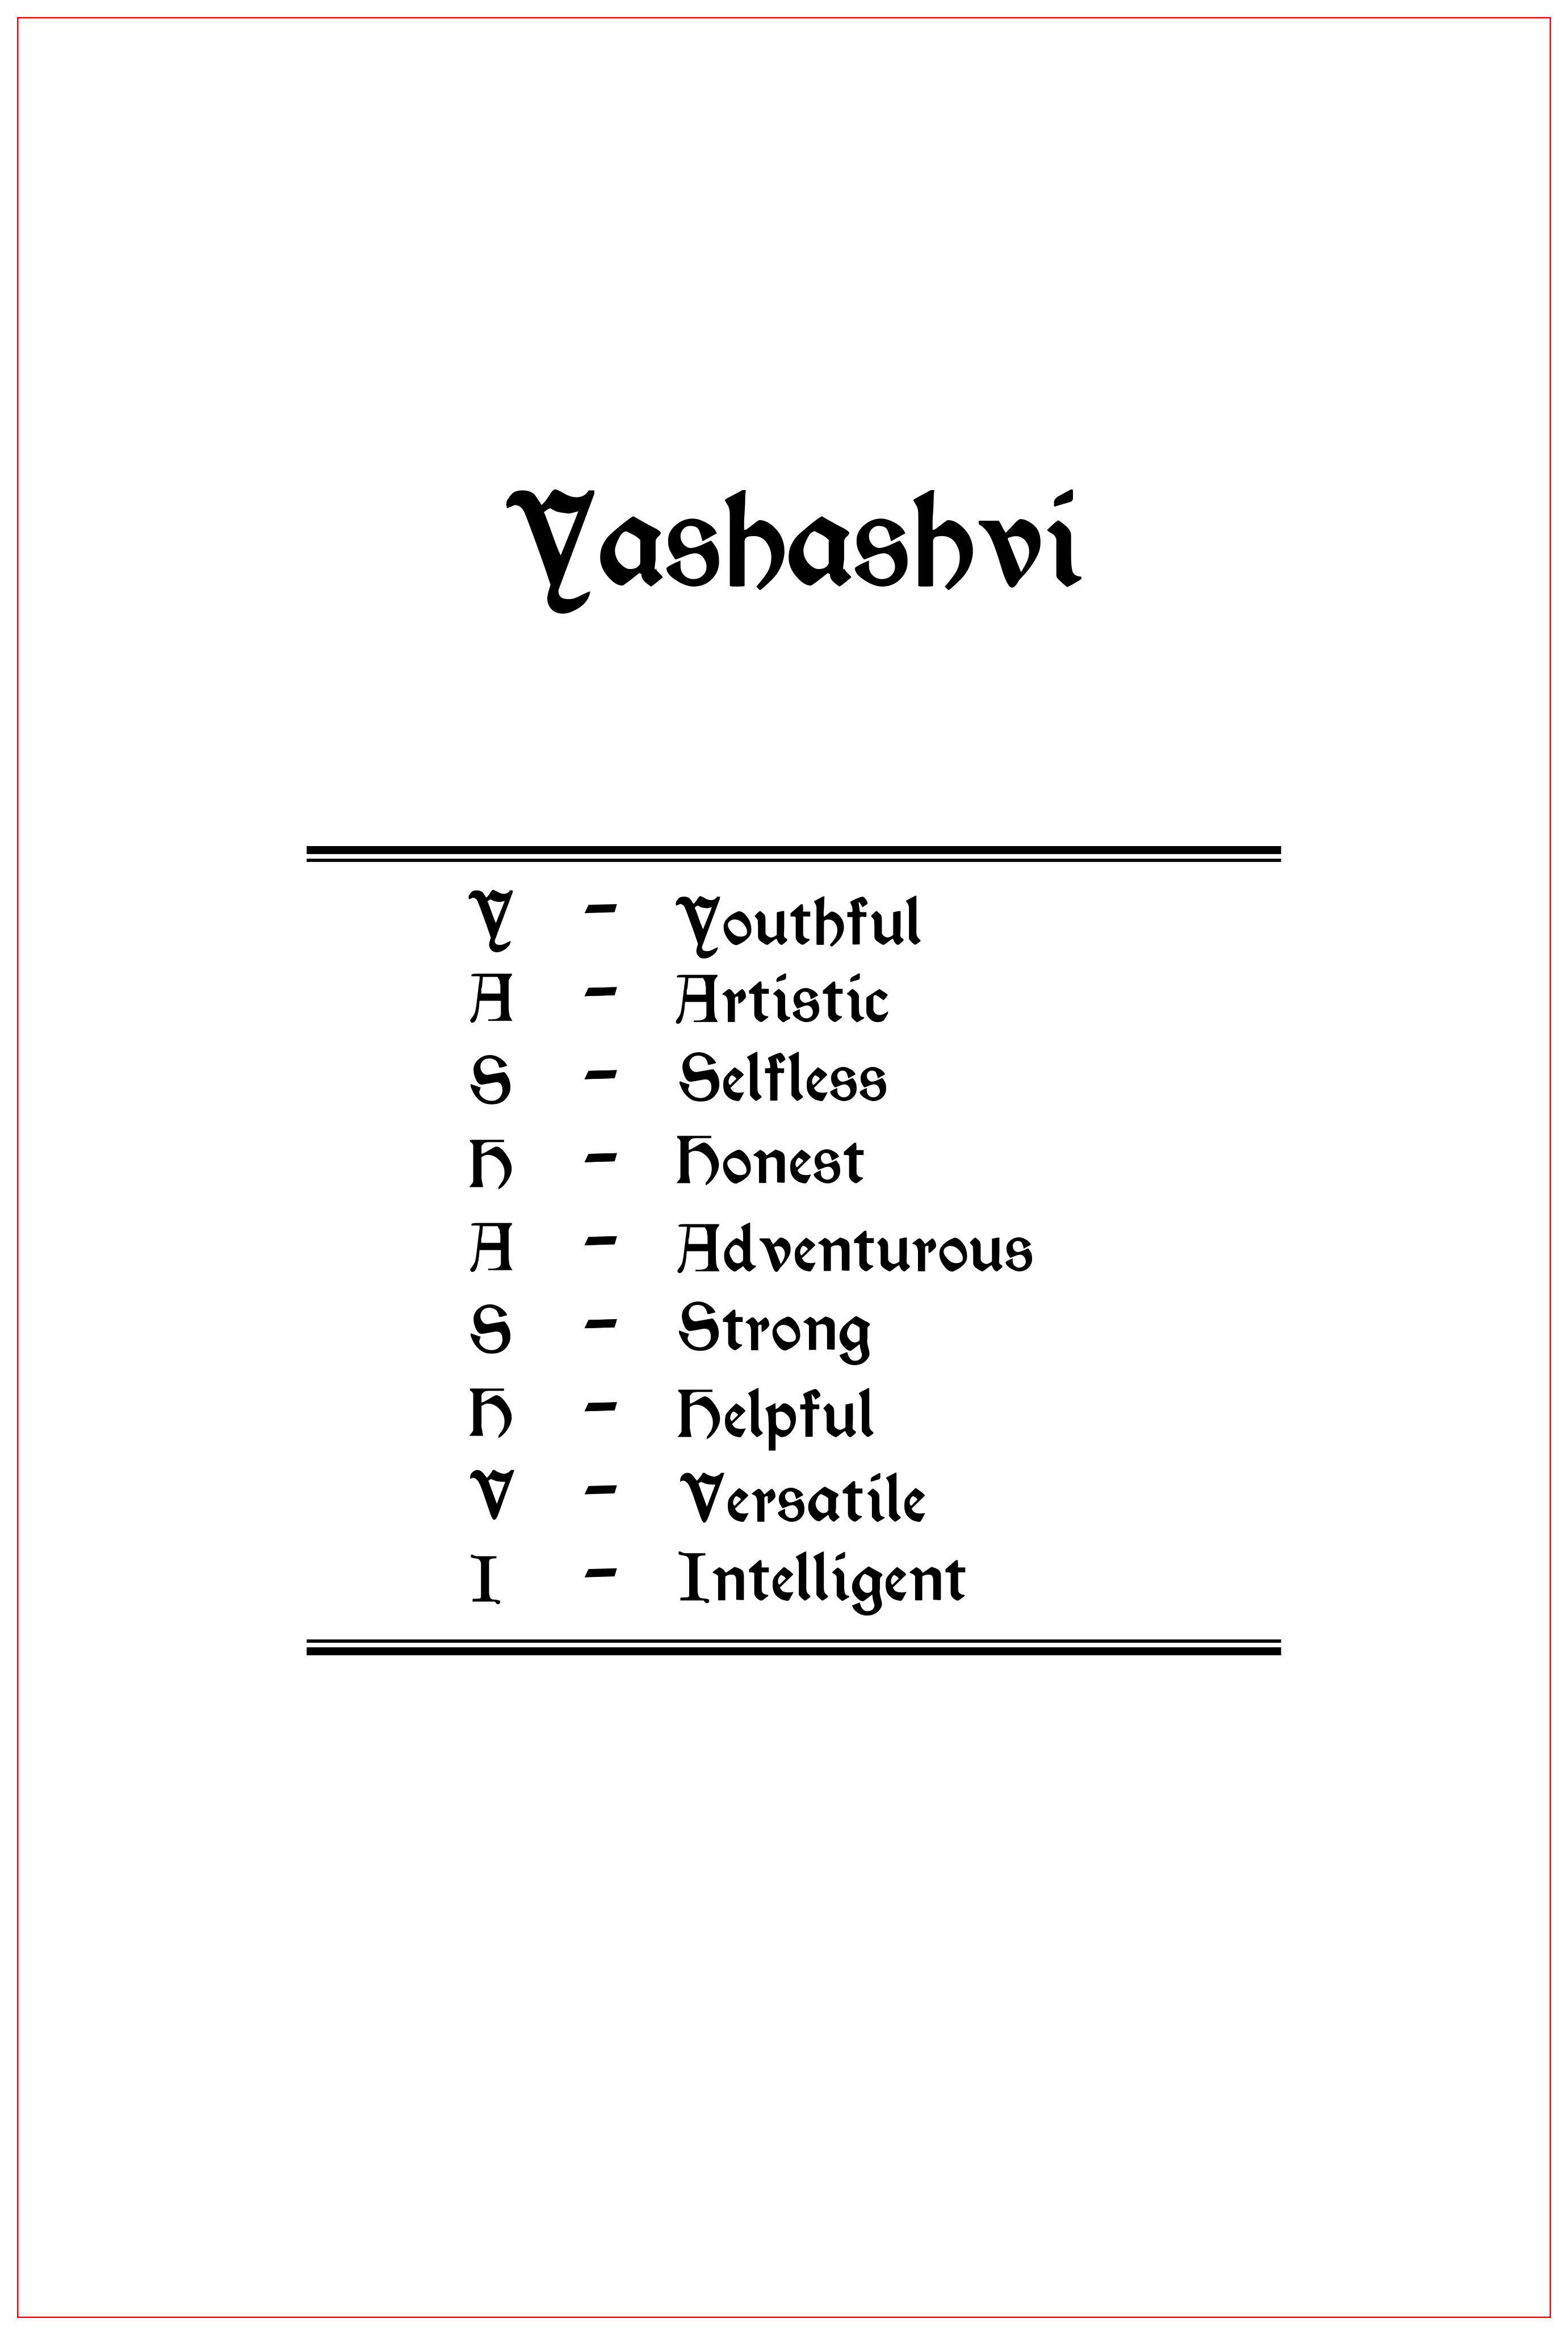 Yashashvi
Y - Youthful
A - Artistic
S - Selfless
H - Honest
A - Adventurous
S - Strong
H - Helpful
V - Versatile
I - Intelligent